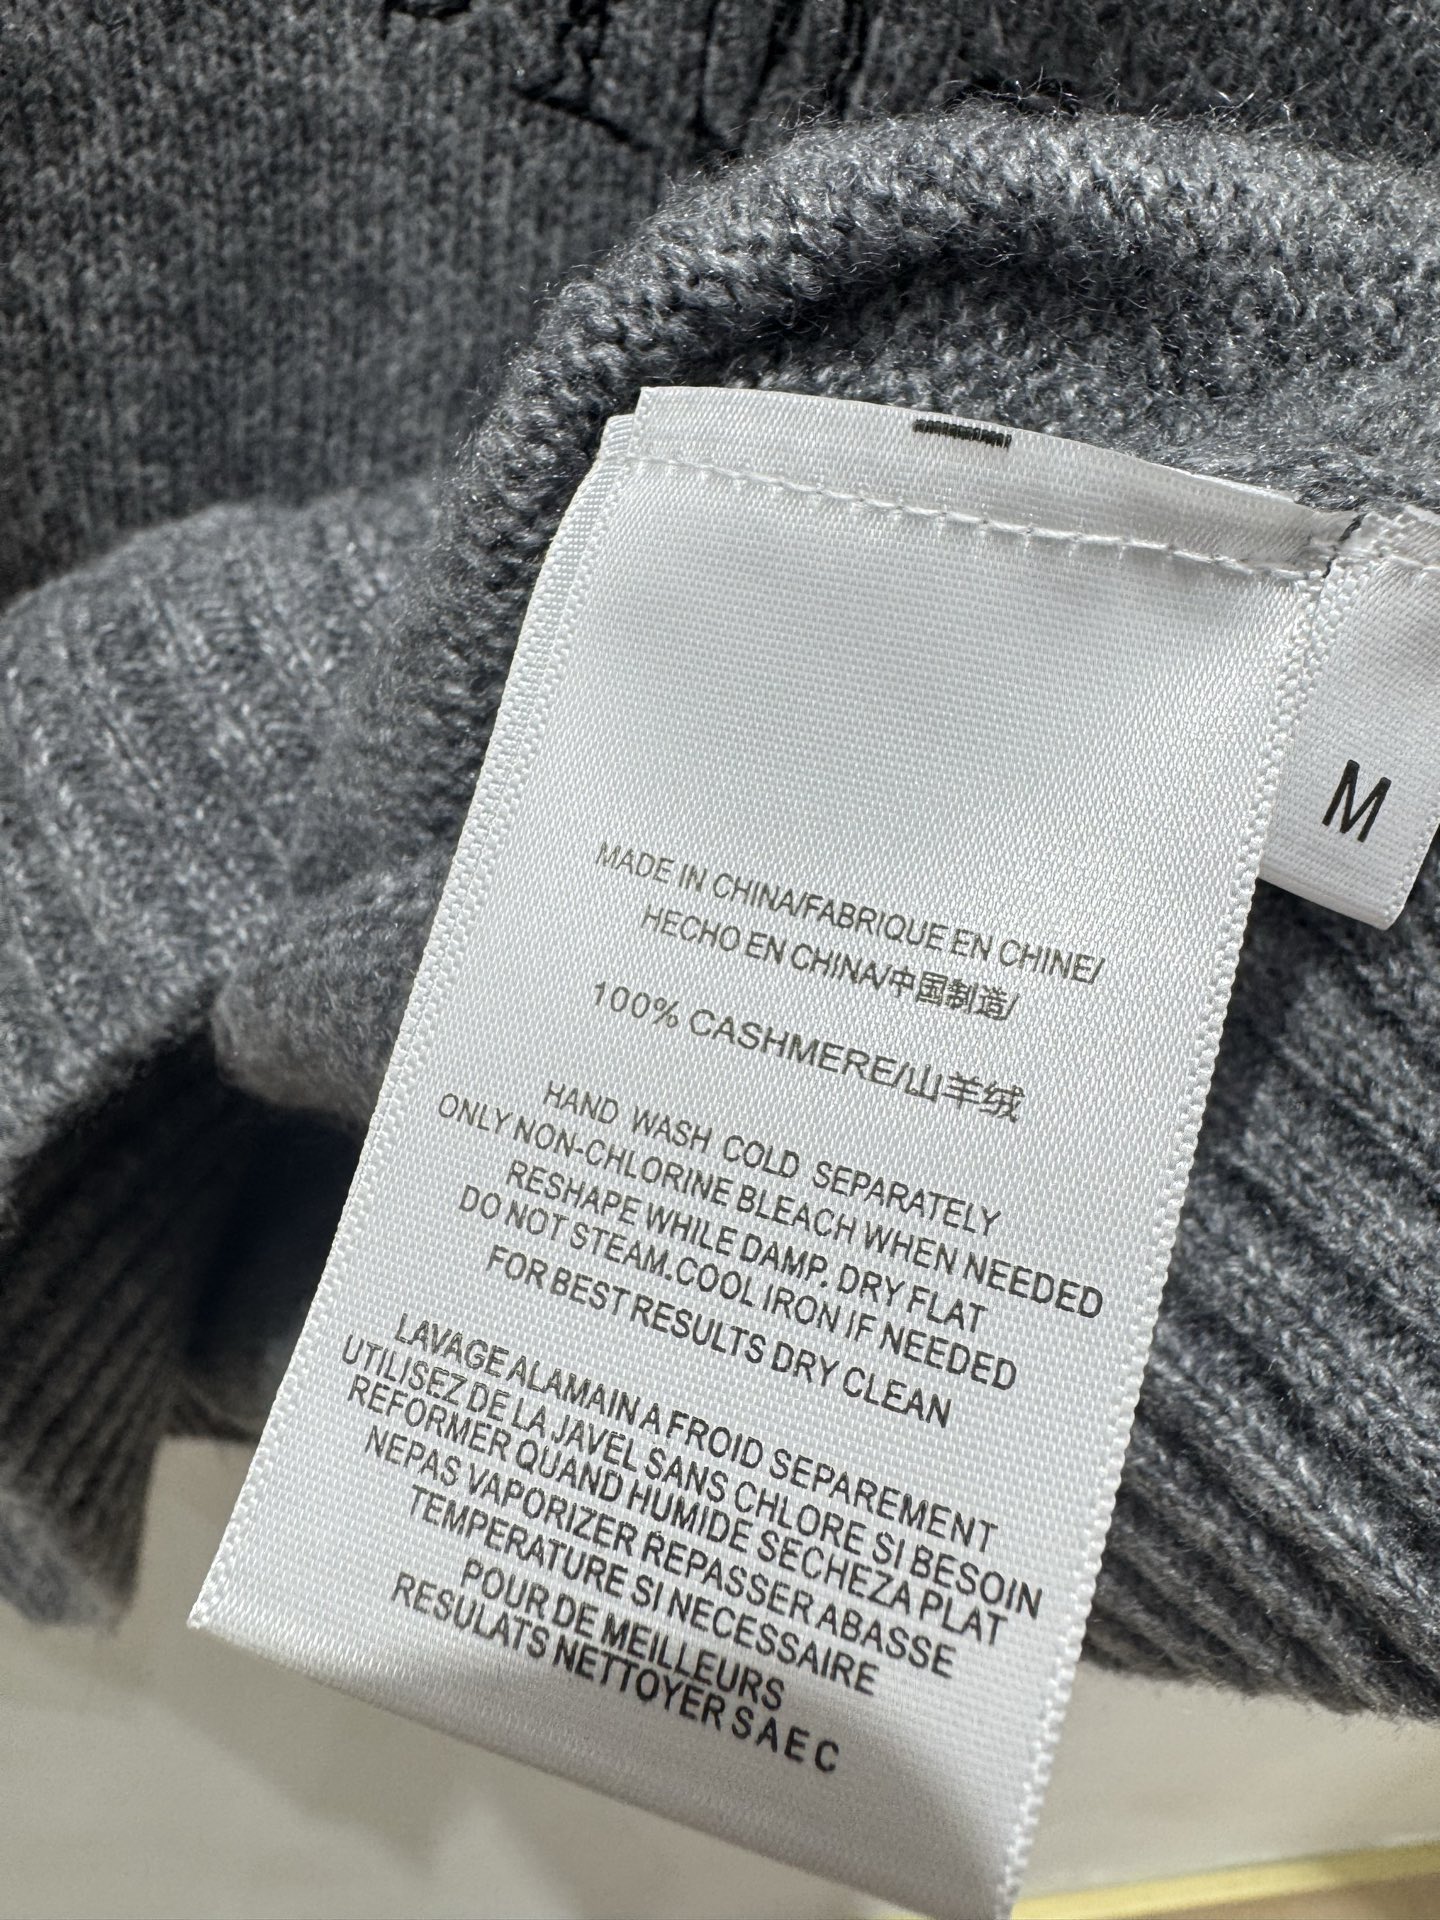 MADE IN CHINA/FABRIQUE EN CHINE/
HECHO EN CHINA/中国制造/
100% CASHMERE/山羊绒
HAND WASH COLD SEPARATELY
ONLY NON-CHLORINE BLEACH WHEN NEEDED
RESHAPE WHILE DAMP. DRY FLAT
DO NOT STEAM.COOL IRON IF NEEDED
FOR BEST RESULTS DRY CLEAN
LAVAGE ALAMAIN A FROID SEPAREMENT
UTILISEZ DE LA JAVEL SANS CHLORE SI BESOIN
REFORMER QUAND HUMIDE SECHEZA PLAT
NEPAS VAPORIZER REPASSER ABASSE
TEMPERATURE SI NECESSAIRE
POUR DE MEILLEURS
RESULATS NETTOYER S A E C
M